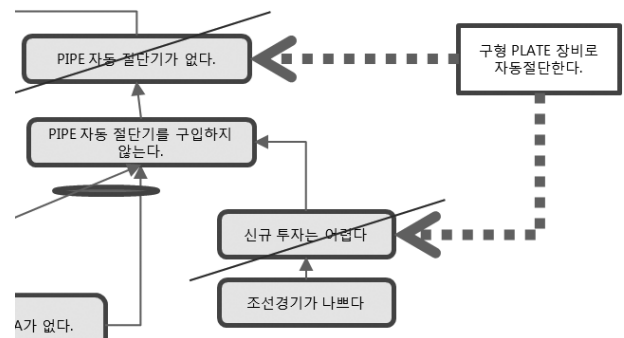 PIPE 자동 절단기가 없다.
구형 PLATE 장비로
자동절단한다.
PIPE 자동 절단기를 구입하지
않는다.
신규 투자는 어렵다
조선경기가 나쁘다
A가 없다.